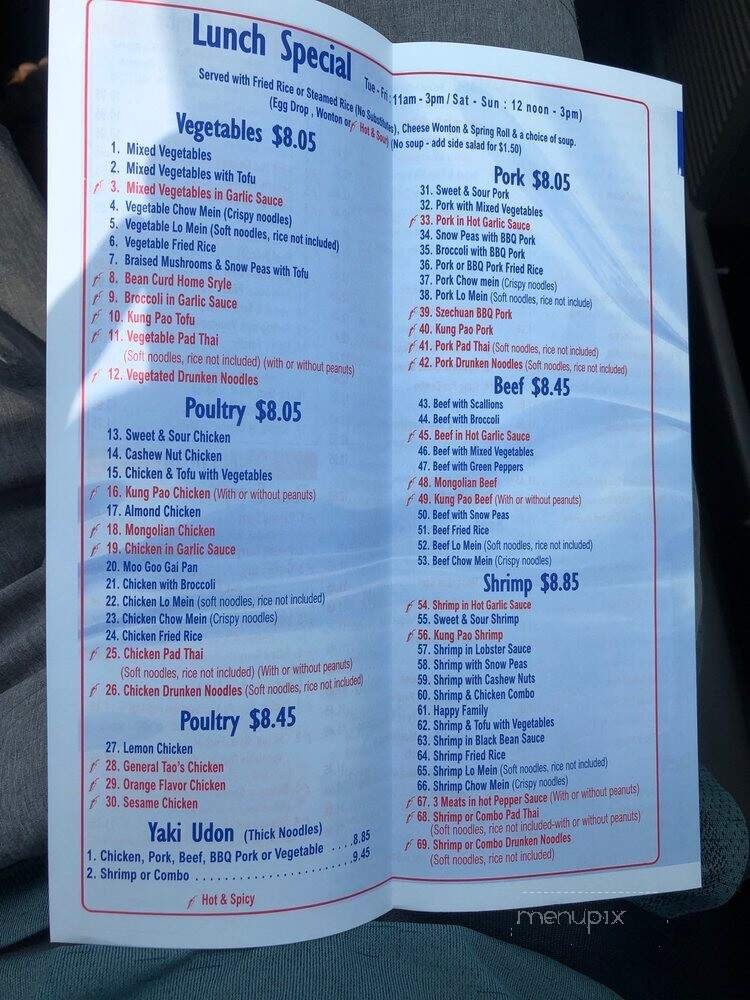 Lunch Special Tue - Fri : 11am - 3pm / Sat - Sun : 12 noon - 3pm)
Served with Fried Rice or Steamed Rice (No Substitutes), Cheese Wonton & Spring Roll & a choice of soup.
(Egg Drop , Wonton or Hot & Sour) (No soup - add side salad for $1.50)
Vegetables $8.05
1. Mixed Vegetables
2. Mixed Vegetables with Tofu
3. Mixed Vegetables in Garlic Sauce
4. Vegetable Chow Mein (Crispy noodles)
5. Vegetable Lo Mein (Soft noodles, rice not included)
6. Vegetable Fried Rice
7. Braised Mushrooms & Snow Peas with Tofu
8. Bean Curd Home Sryle
9. Broccoli in Garlic Sauce
10. Kung Pao Tofu
11. Vegetable Pad Thai
(Soft noodles, rice not included) (with or without peanuts)
12. Vegetated Drunken Noodles
Poultry $8.05
13. Sweet & Sour Chicken
14. Cashew Nut Chicken
15. Chicken & Tofu with Vegetables
16. Kung Pao Chicken (With or without peanuts)
17. Almond Chicken
18. Mongolian Chicken
19. Chicken in Garlic Sauce
20. Moo Goo Gai Pan
21. Chicken with Broccoli
22. Chicken Lo Mein (soft noodles, rice not included)
23. Chicken Chow Mein (Crispy noodles)
24. Chicken Fried Rice
25. Chicken Pad Thai
(Soft noodles, rice not included) (With or without peanuts)
26. Chicken Drunken Noodles (Soft noodles, rice not included)
Poultry $8.45
27. Lemon Chicken
28. General Tao's Chicken
29. Orange Flavor Chicken
30. Sesame Chicken
Yaki Udon (Thick Noodles)
1. Chicken, Pork, Beef, BQ Pork or Vegetable . . . .8.85
2. Shrimp or Combo . . . . . . . . . . . . . . . . . . . . . . .9.45
Hot & Spicy
Pork $8.05
31. Sweet & Sour Pork
32. Pork with Mixed Vegetables
33. Pork in Hot Garlic Sauce
34. Snow Peas with BBQ Pork
35. Broccoli with BBQ Pork
36. Pork or BBQ Pork Fried Rice
37. Pork Chow mein (Crispy noodles)
38. Pork Lo Mein (Soft noodles, rice not include)
39. Szechuan BBQ Pork
40. Kung Pao Pork
41. Pork Pad Thai (Soft noodles, rice not included)
42. Pork Drunken Noodles (Soft noodles, rice not included)
Beef $8.45
43. Beef with Scallions
44. Beef with Broccoli
45. Beef in Hot Garlic Sauce
46. Beef with Mixed Vegetables
47. Beef with Green Peppers
48. Mongolian Beef
49. Kung Pao Beef (With or without peanuts)
50. Beef with Snow Peas
51. Beef Fried Rice
52. Beef Lo Mein (Soft noodles, rice not included)
53. Beef Chow Mein (Crispy noodles)
Shrimp $8.85
54. Shrimp in Hot Garlic Sauce
55. Sweet & Sour Shrimp
56. Kung Pao Shrimp
57. Shrimp in Lobster Sauce
58. Shrimp with Snow Peas
59. Shrimp with Cashew Nuts
60. Shrimp & Chicken Combo
61. Happy Family
62. Shrimp & Tofu with Vegetables
63. Shrimp in Black Bean Sauce
64. Shrimp Fried Rice
65. Shrimp Lo Mein (Soft noodles, rice not included)
66. Shrimp Chow Mein (Crispy noodles)
67. 3 Meats in hot Pepper Sauce (With or without peanuts)
68. Shrimp or Combo Pad Thai
(Soft noodles, rice not included-with or without peanuts)
69. Shrimp or Combo Drunken Noodles
(Soft noodles, rice not included)
menupix